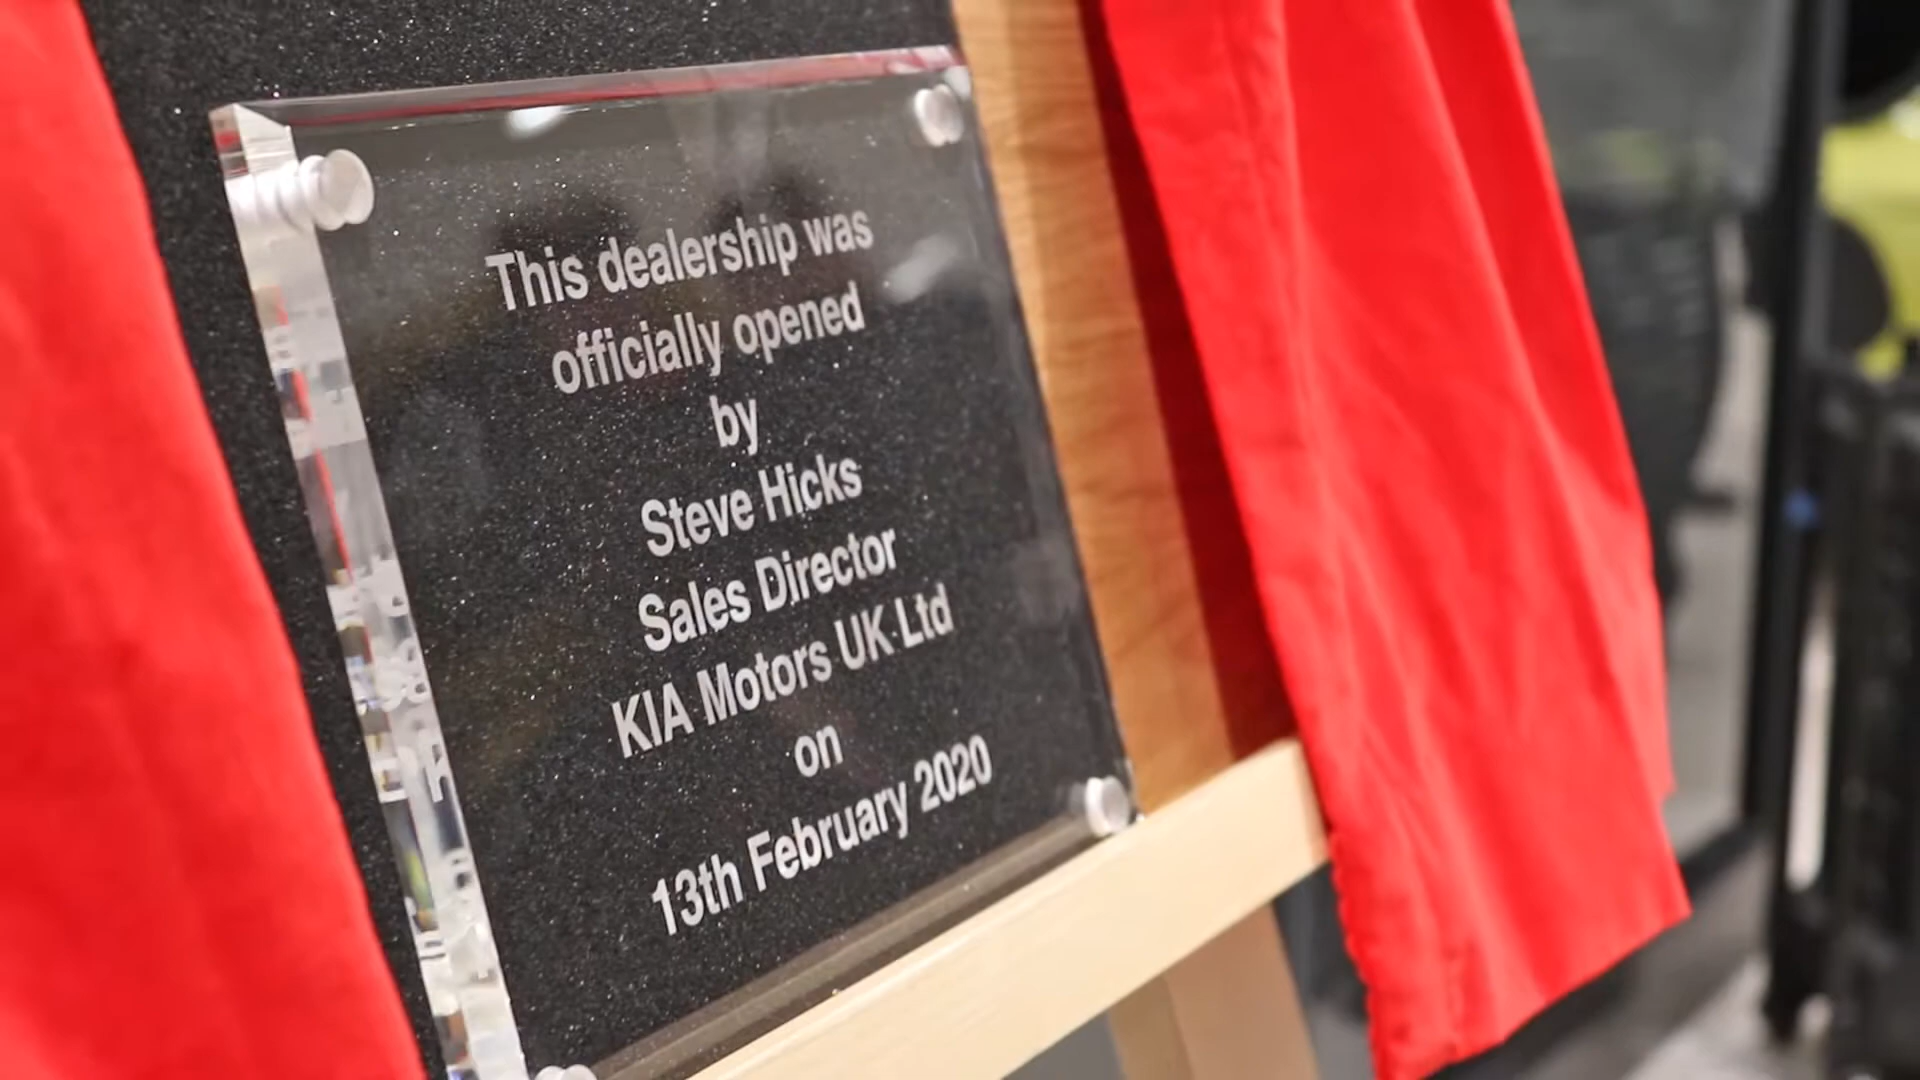 This dealership was
officially opened
by
Steve Hicks
Sales Director
KIA Motors UK Ltd
on
13th February 2020